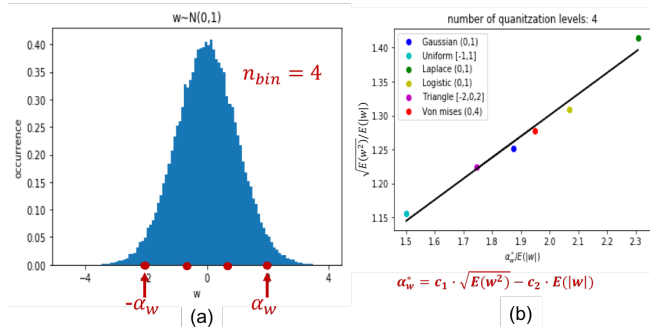 w~N(0,1)
n_bin = 4
0.40
0.35
0.30
0.25
0.20
0.15
0.10
0.05
0.00
occurrence
−4
−2
0
2
4
w
-α_w
α_w
(a)
number of quanitzation levels: 4
Gaussian (0,1)
Uniform [-1,1]
Laplace (0,1)
Logistic (0,1)
Triangle [-2,0,2]
Von mises (0,4)
1.40
1.35
1.30
1.25
1.20
1.15
√E(w²)/E(|w|)
1.5
1.6
1.7
1.8
1.9
2.0
2.1
2.2
2.3
α*_w/E(|w|)
α*_w = c₁ · √E(w²) − c₂ · E(|w|)
(b)